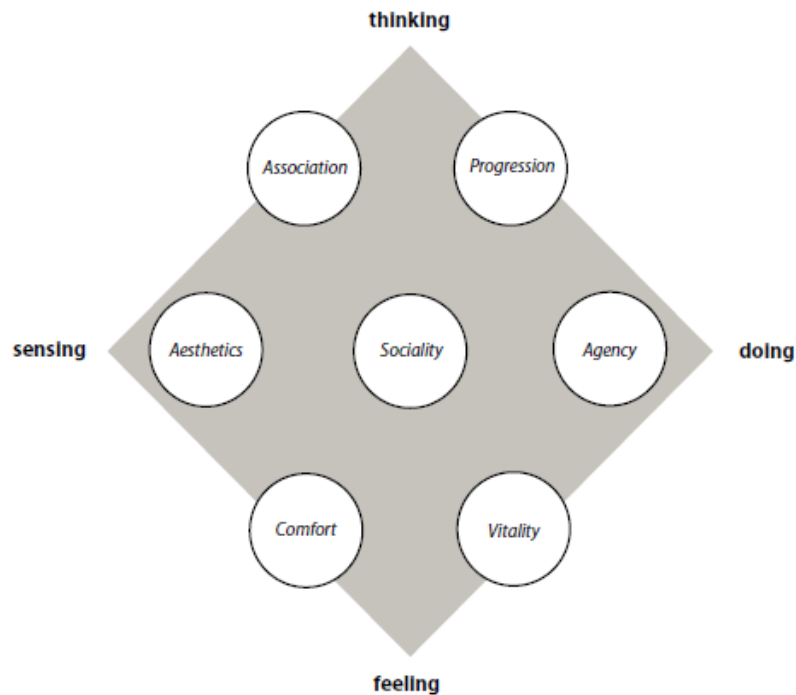 thinking
Association
Progression
sensing
Aesthetics
Sociality
Agency
doing
Comfort
Vitality
feeling